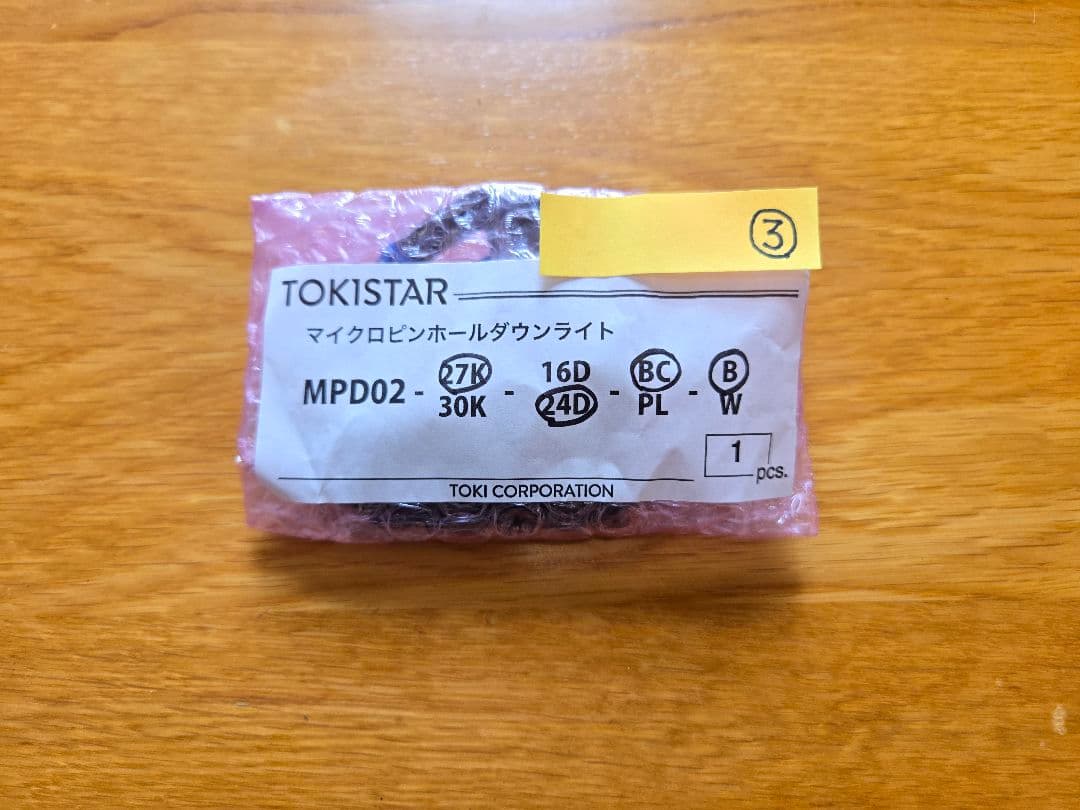 ③
TOKISTAR
マイクロピンホールダウンライト
27K 16D BC B
MPD02 - - - -
30K 24D PL W
1
pcs.
TOKI CORPORATION